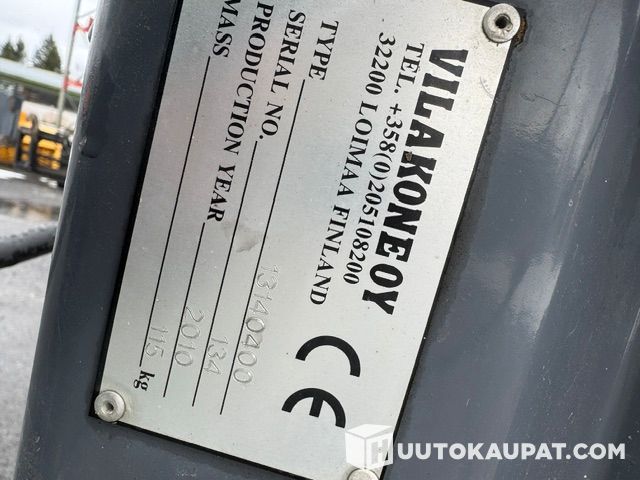 VILAKONE OY
TEL. +358(0)205108200
32200 LOIMAA FINLAND
TYPE 13140400
SERIAL NO. 134
PRODUCTION YEAR 2010
MASS 115 kg
CE
HUUTOKAUPAT.COM